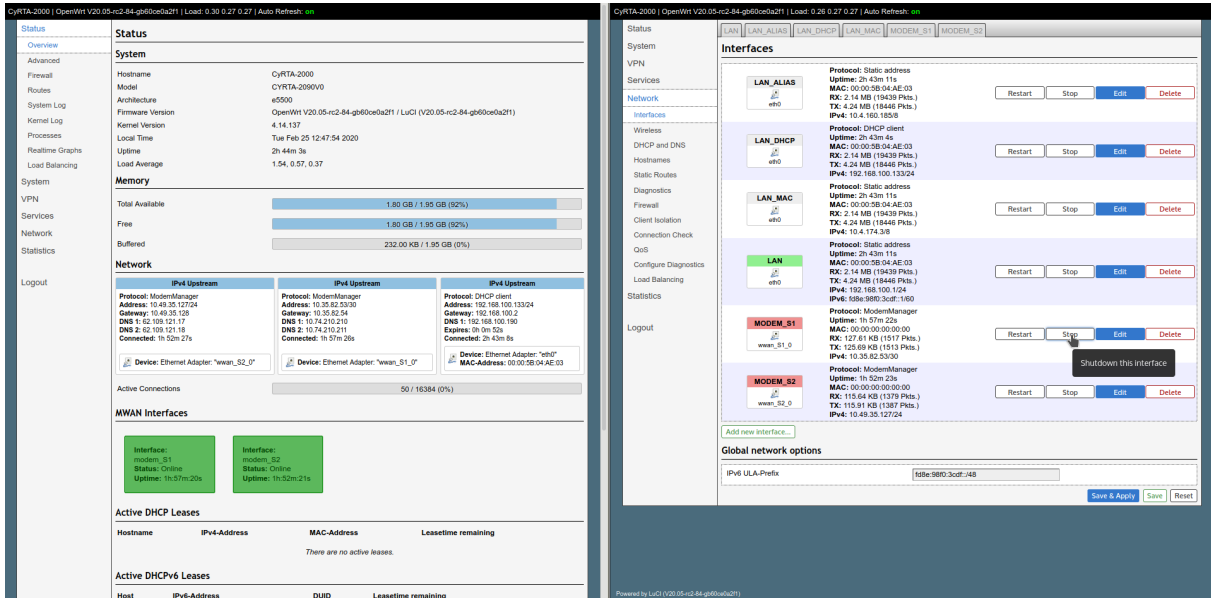 CyRTA-2000 | OpenWrt V20.05-rc2-84-gb60ce0a2f1 | Load: 0.30 0.27 0.27 | Auto Refresh: on
Status
Overview
Advanced
Firewall
Routes
System Log
Kernel Log
Processes
Realtime Graphs
Load Balancing
System
VPN
Services
Network
Statistics
Logout
Status
System
Hostname CyRTA-2000
Model CYRTA-2090V0
Architecture e5500
Firmware Version OpenWrt V20.05-rc2-84-gb60ce0a2f1 / LuCI (V20.05-rc2-84-gb60ce0a2f1)
Kernel Version 4.14.137
Local Time Tue Feb 25 12:47:54 2020
Uptime 2h 44m 3s
Load Average 1.54, 0.57, 0.37
Memory
Total Available 1.80 GB / 1.95 GB (92%)
Free 1.80 GB / 1.95 GB (92%)
Buffered 232.00 KB / 1.95 GB (0%)
Network
IPv4 Upstream
Protocol: ModemManager
Address: 10.49.35.127/24
Gateway: 10.49.35.128
DNS 1: 62.109.121.17
DNS 2: 62.109.121.18
Connected: 1h 52m 27s
Device: Ethernet Adapter: "wwan_S2_0"
IPv4 Upstream
Protocol: ModemManager
Address: 10.35.82.53/30
Gateway: 10.35.82.54
DNS 1: 10.74.210.210
DNS 2: 10.74.210.211
Connected: 1h 57m 26s
Device: Ethernet Adapter: "wwan_S1_0"
IPv4 Upstream
Protocol: DHCP client
Address: 192.168.100.133/24
Gateway: 192.168.100.2
DNS 1: 192.168.100.190
Expires: 0h 0m 52s
Connected: 2h 43m 8s
Device: Ethernet Adapter: "eth0"
MAC-Address: 00:00:5B:04:AE:03
Active Connections 50 / 16384 (0%)
MWAN Interfaces
Interface:
modem_S1
Status: Online
Uptime: 1h:57m:20s
Interface:
modem_S2
Status: Online
Uptime: 1h:52m:21s
Active DHCP Leases
Hostname IPv4-Address MAC-Address Leasetime remaining
There are no active leases.
Active DHCPv6 Leases
Host IPv6-Address DUID Leasetime remaining
CyRTA-2000 | OpenWrt V20.05-rc2-84-gb60ce0a2f1 | Load: 0.26 0.27 0.27 | Auto Refresh: on
Status
System
VPN
Services
Network
Interfaces
Wireless
DHCP and DNS
Hostnames
Static Routes
Diagnostics
Firewall
Client Isolation
Connection Check
QoS
Configure Diagnostics
Load Balancing
Statistics
Logout
LAN LAN_ALIAS LAN_DHCP LAN_MAC MODEM_S1 MODEM_S2
Interfaces
LAN_ALIAS
eth0
Protocol: Static address
Uptime: 2h 43m 11s
MAC: 00:00:5B:04:AE:03
RX: 2.14 MB (19439 Pkts.)
TX: 4.24 MB (18446 Pkts.)
IPv4: 10.4.160.185/8
Restart Stop Edit Delete
LAN_DHCP
eth0
Protocol: DHCP client
Uptime: 2h 43m 4s
MAC: 00:00:5B:04:AE:03
RX: 2.14 MB (19439 Pkts.)
TX: 4.24 MB (18446 Pkts.)
IPv4: 192.168.100.133/24
Restart Stop Edit Delete
LAN_MAC
eth0
Protocol: Static address
Uptime: 2h 43m 11s
MAC: 00:00:5B:04:AE:03
RX: 2.14 MB (19439 Pkts.)
TX: 4.24 MB (18446 Pkts.)
IPv4: 10.4.174.3/8
Restart Stop Edit Delete
LAN
eth0
Protocol: Static address
Uptime: 2h 43m 11s
MAC: 00:00:5B:04:AE:03
RX: 2.14 MB (19439 Pkts.)
TX: 4.24 MB (18446 Pkts.)
IPv4: 192.168.100.1/24
IPv6: fd8e:98f0:3cdf::1/60
Restart Stop Edit Delete
MODEM_S1
wwan_S1_0
Protocol: ModemManager
Uptime: 1h 57m 22s
MAC: 00:00:00:00:00:00
RX: 127.61 KB (1517 Pkts.)
TX: 125.69 KB (1513 Pkts.)
IPv4: 10.35.82.53/30
Restart Stop Edit Delete
Shutdown this interface
MODEM_S2
wwan_S2_0
Protocol: ModemManager
Uptime: 1h 52m 23s
MAC: 00:00:00:00:00:00
RX: 115.64 KB (1379 Pkts.)
TX: 115.91 KB (1387 Pkts.)
IPv4: 10.49.35.127/24
Restart Stop Edit Delete
Add new interface...
Global network options
IPv6 ULA-Prefix fd8e:98f0:3cdf::/48
Save & Apply Save Reset
Powered by LuCI (V20.05-rc2-84-gb60ce0a2f1)